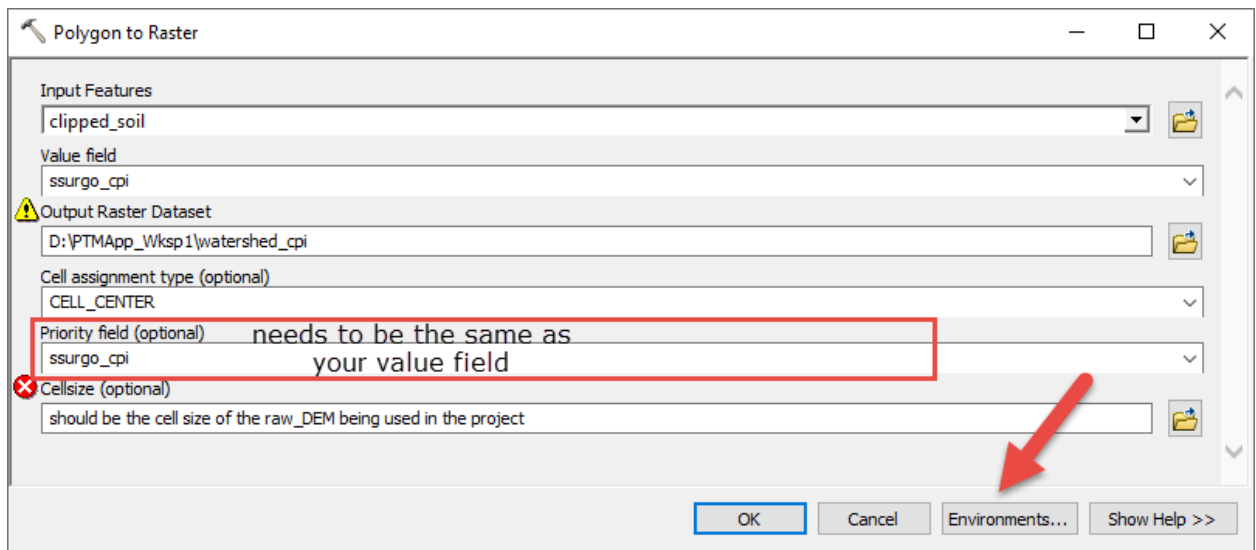 Polygon to Raster
Input Features
clipped_soil
Value field
ssurgo_cpi
Output Raster Dataset
D:\PTMApp_Wksp1\watershed_cpi
Cell assignment type (optional)
CELL_CENTER
Priority field (optional) needs to be the same as
ssurgo_cpi your value field
Cellsize (optional)
should be the cell size of the raw_DEM being used in the project
OK Cancel Environments... Show Help >>